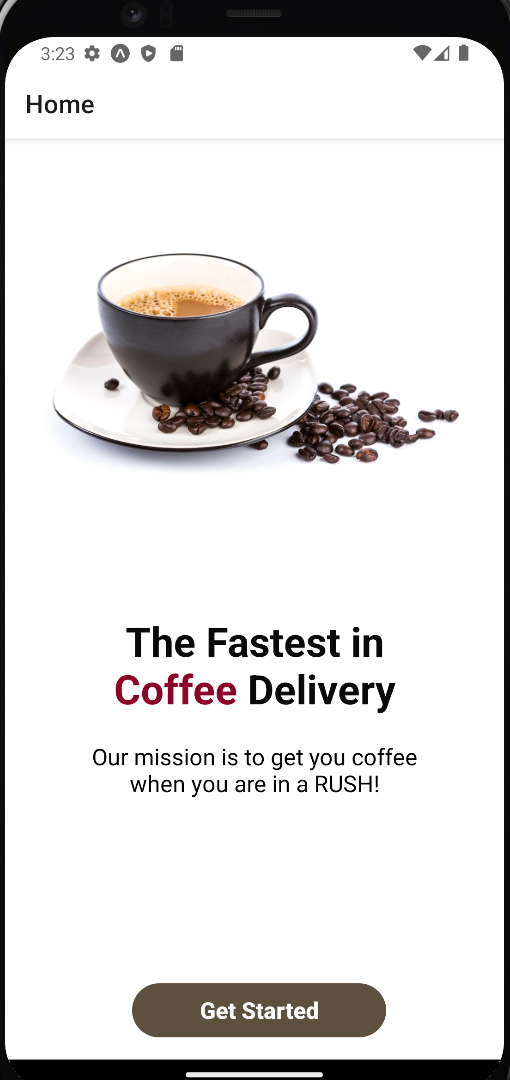 3:23
Home
The Fastest in
Coffee Delivery
Our mission is to get you coffee
when you are in a RUSH!
Get Started